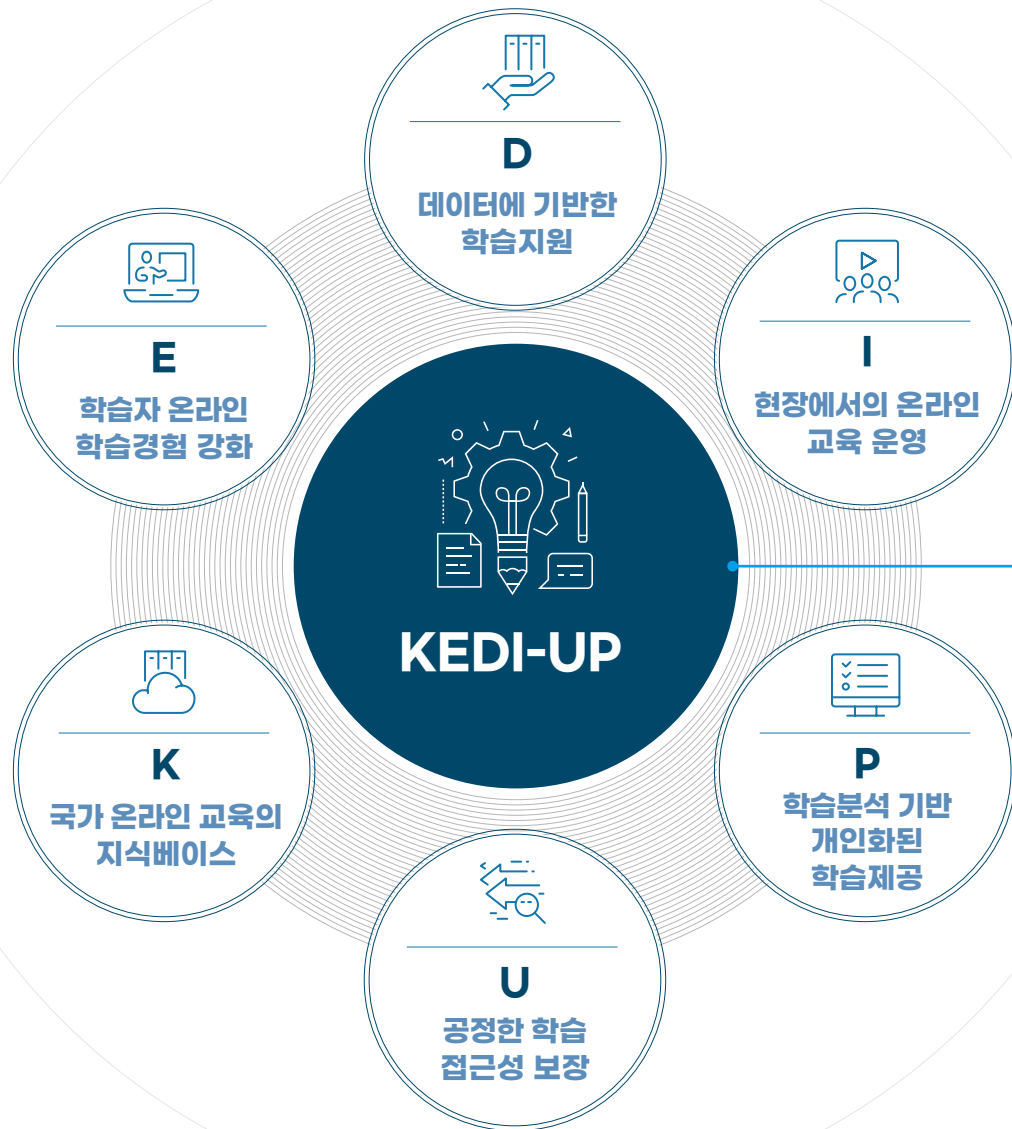 D
데이터에 기반한
학습지원
E
학습자 온라인
학습경험 강화
I
현장에서의 온라인
교육 운영
KEDI-UP
K
국가 온라인 교육의
지식베이스
P
학습분석 기반
개인화된
학습제공
U
공정한 학습
접근성 보장